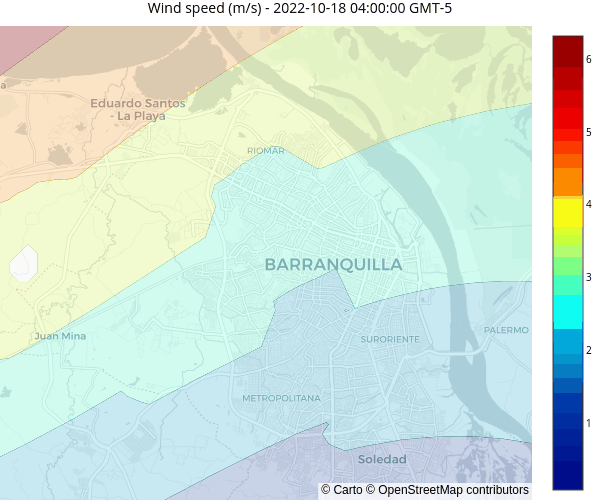 Wind speed (m/s) - 2022-10-18 04:00:00 GMT-5
6
a
Eduardo Santos
- La Playa
5
RIOMAR
4
BARRANQUILLA
3
Juan Mina
SURORIENTE
PALERMO
2
METROPOLITANA
1
Soledad
© Carto © OpenStreetMap contributors